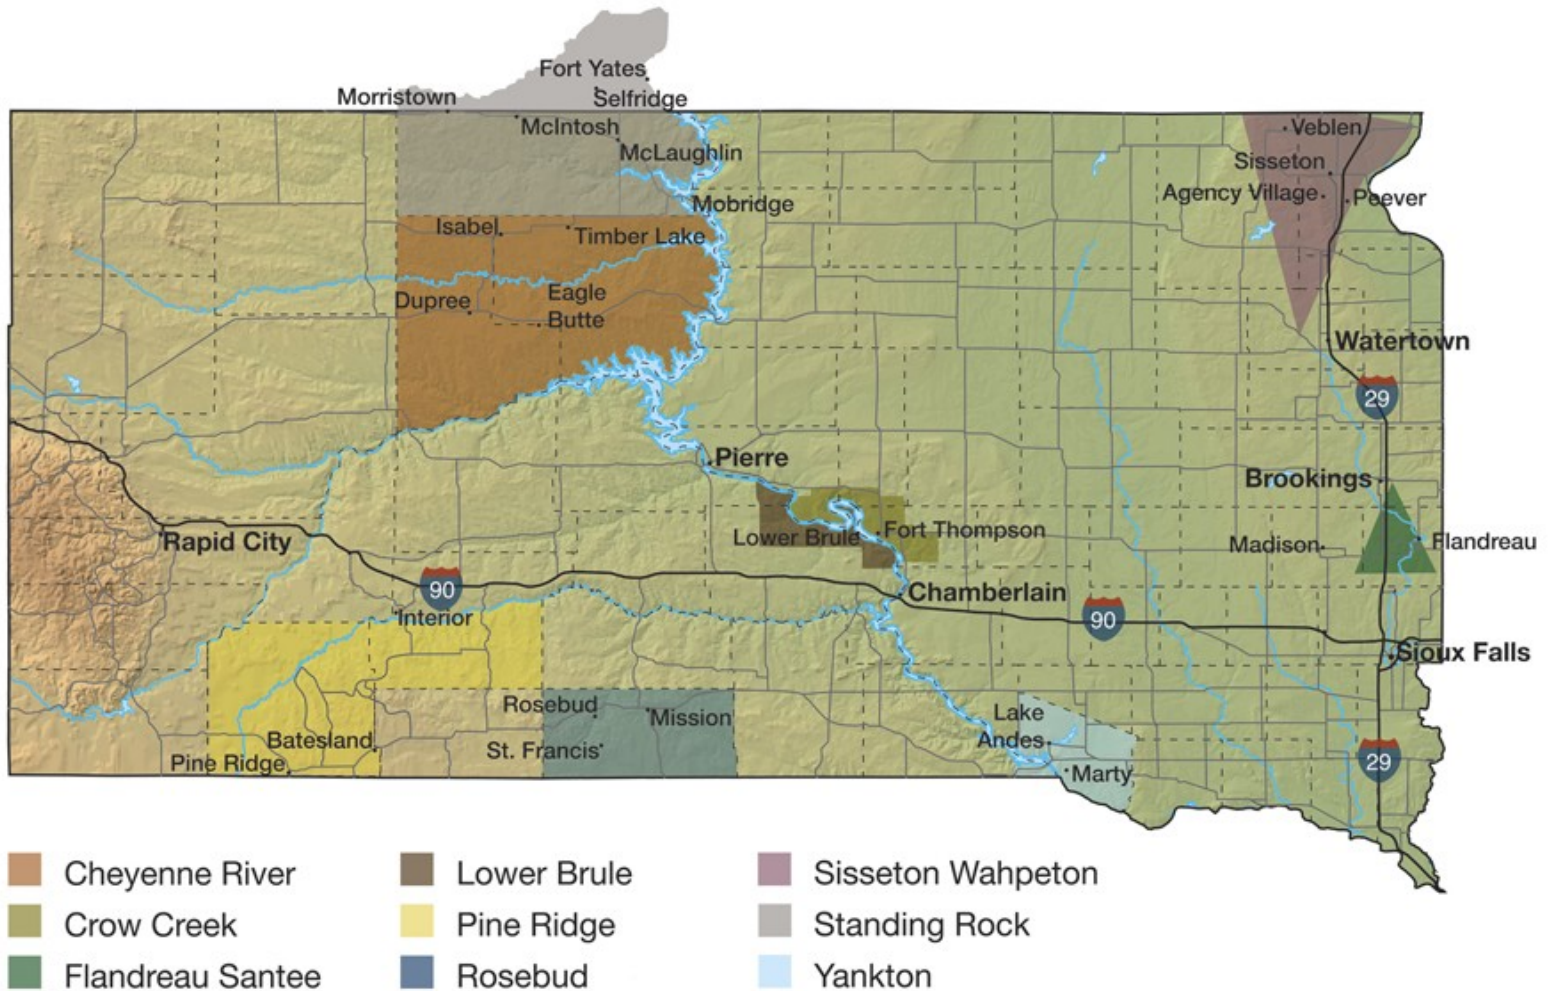 Fort Yates
Morristown
Selfridge
McIntosh
Veblen
McLaughlin
Sisseton
Agency Village
Peever
Mobridge
Isabel
Timber Lake
Dupree
Eagle
Butte
Watertown
29
Pierre
Brookings
Lower Brule
Fort Thompson
Rapid City
Madison
Flandreau
90
Chamberlain
Interior
90
Sioux Falls
Rosebud
Mission
Lake
Andes
Batesland
St. Francis
Pine Ridge
Marty
29
Cheyenne River
Lower Brule
Sisseton Wahpeton
Crow Creek
Pine Ridge
Standing Rock
Flandreau Santee
Rosebud
Yankton